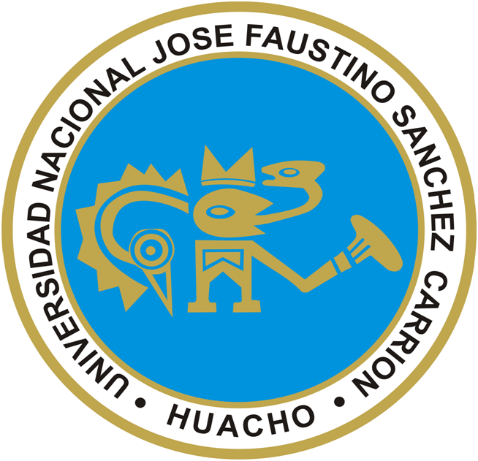 UNIVERSIDAD NACIONAL JOSE FAUSTINO SANCHEZ CARRION
• HUACHO •